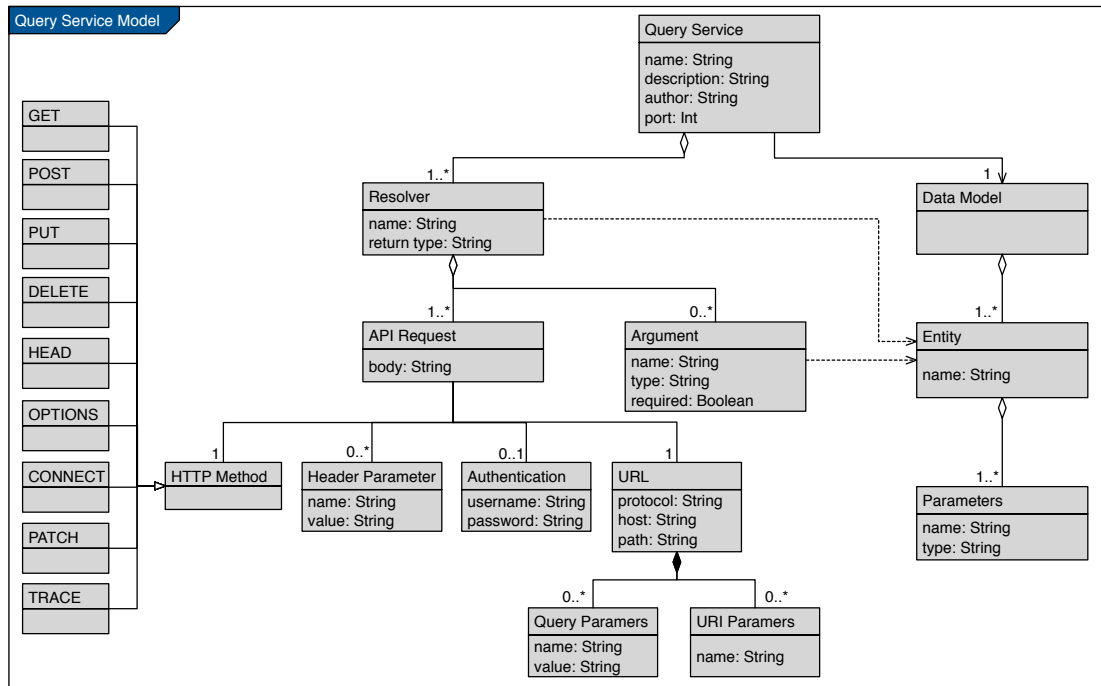 Query Service Model
Query Service
name: String
description: String
author: String
port: Int
GET
POST
PUT
DELETE
HEAD
OPTIONS
CONNECT
PATCH
TRACE
1..*
1
Resolver
name: String
return type: String
Data Model
1..*
0..*
1..*
API Request
body: String
Argument
name: String
type: String
required: Boolean
Entity
name: String
1
0..*
0..1
1
HTTP Method
Header Parameter
name: String
value: String
Authentication
username: String
password: String
URL
protocol: String
host: String
path: String
1..*
Parameters
name: String
type: String
0..*
0..*
Query Paramers
name: String
value: String
URI Paramers
name: String